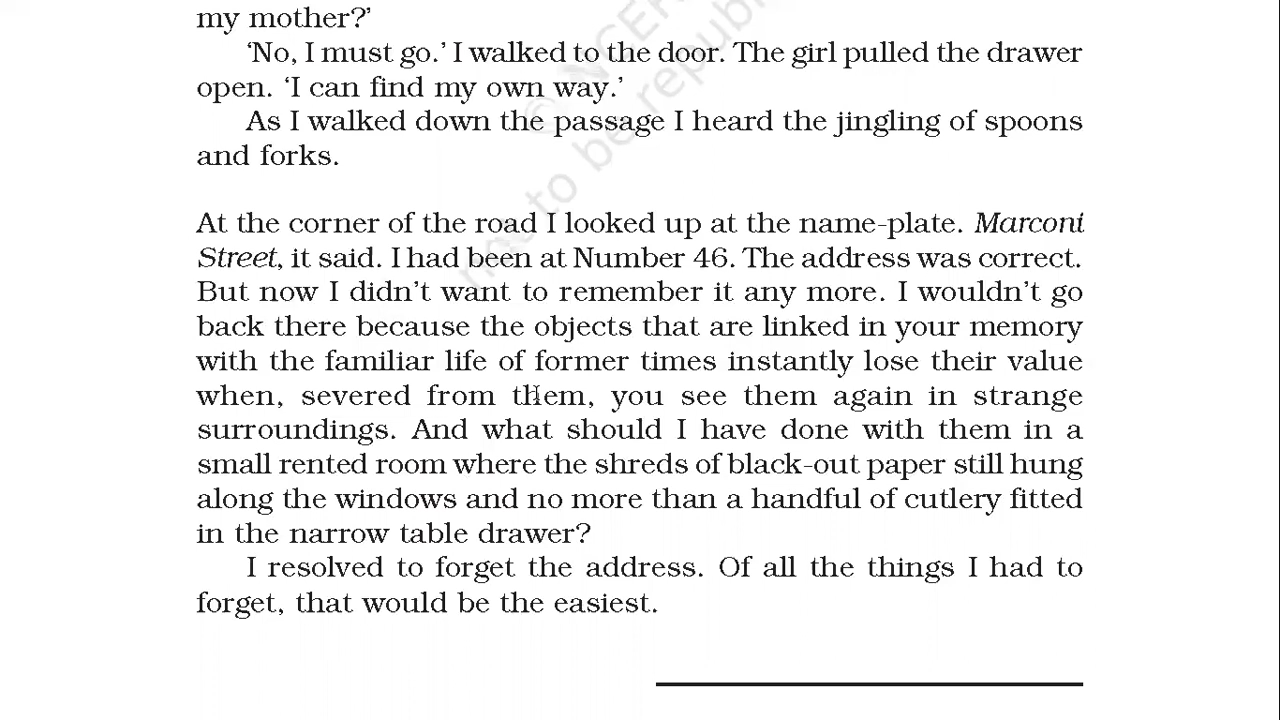 my mother?’
‘No, I must go.’ I walked to the door. The girl pulled the drawer
open. ‘I can find my own way.’
As I walked down the passage I heard the jingling of spoons
and forks.
At the corner of the road I looked up at the name-plate. Marconi
Street, it said. I had been at Number 46. The address was correct.
But now I didn’t want to remember it any more. I wouldn’t go
back there because the objects that are linked in your memory
with the familiar life of former times instantly lose their value
when, severed from them, you see them again in strange
surroundings. And what should I have done with them in a
small rented room where the shreds of black-out paper still hung
along the windows and no more than a handful of cutlery fitted
in the narrow table drawer?
I resolved to forget the address. Of all the things I had to
forget, that would be the easiest.
© NCER
not to be republ